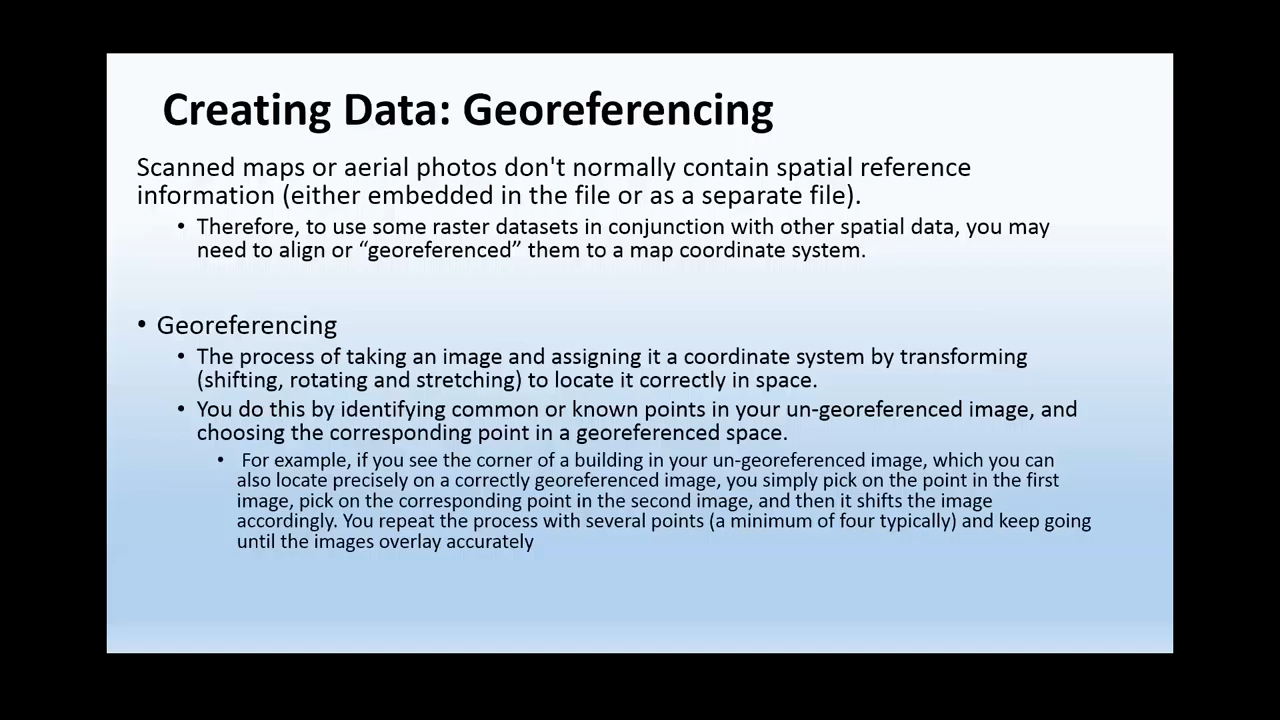 Creating Data: Georeferencing
Scanned maps or aerial photos don't normally contain spatial reference
information (either embedded in the file or as a separate file).
• Therefore, to use some raster datasets in conjunction with other spatial data, you may
need to align or “georeferenced” them to a map coordinate system.
• Georeferencing
• The process of taking an image and assigning it a coordinate system by transforming
(shifting, rotating and stretching) to locate it correctly in space.
• You do this by identifying common or known points in your un-georeferenced image, and
choosing the corresponding point in a georeferenced space.
• For example, if you see the corner of a building in your un-georeferenced image, which you can
also locate precisely on a correctly georeferenced image, you simply pick on the point in the first
image, pick on the corresponding point in the second image, and then it shifts the image
accordingly. You repeat the process with several points (a minimum of four typically) and keep going
until the images overlay accurately